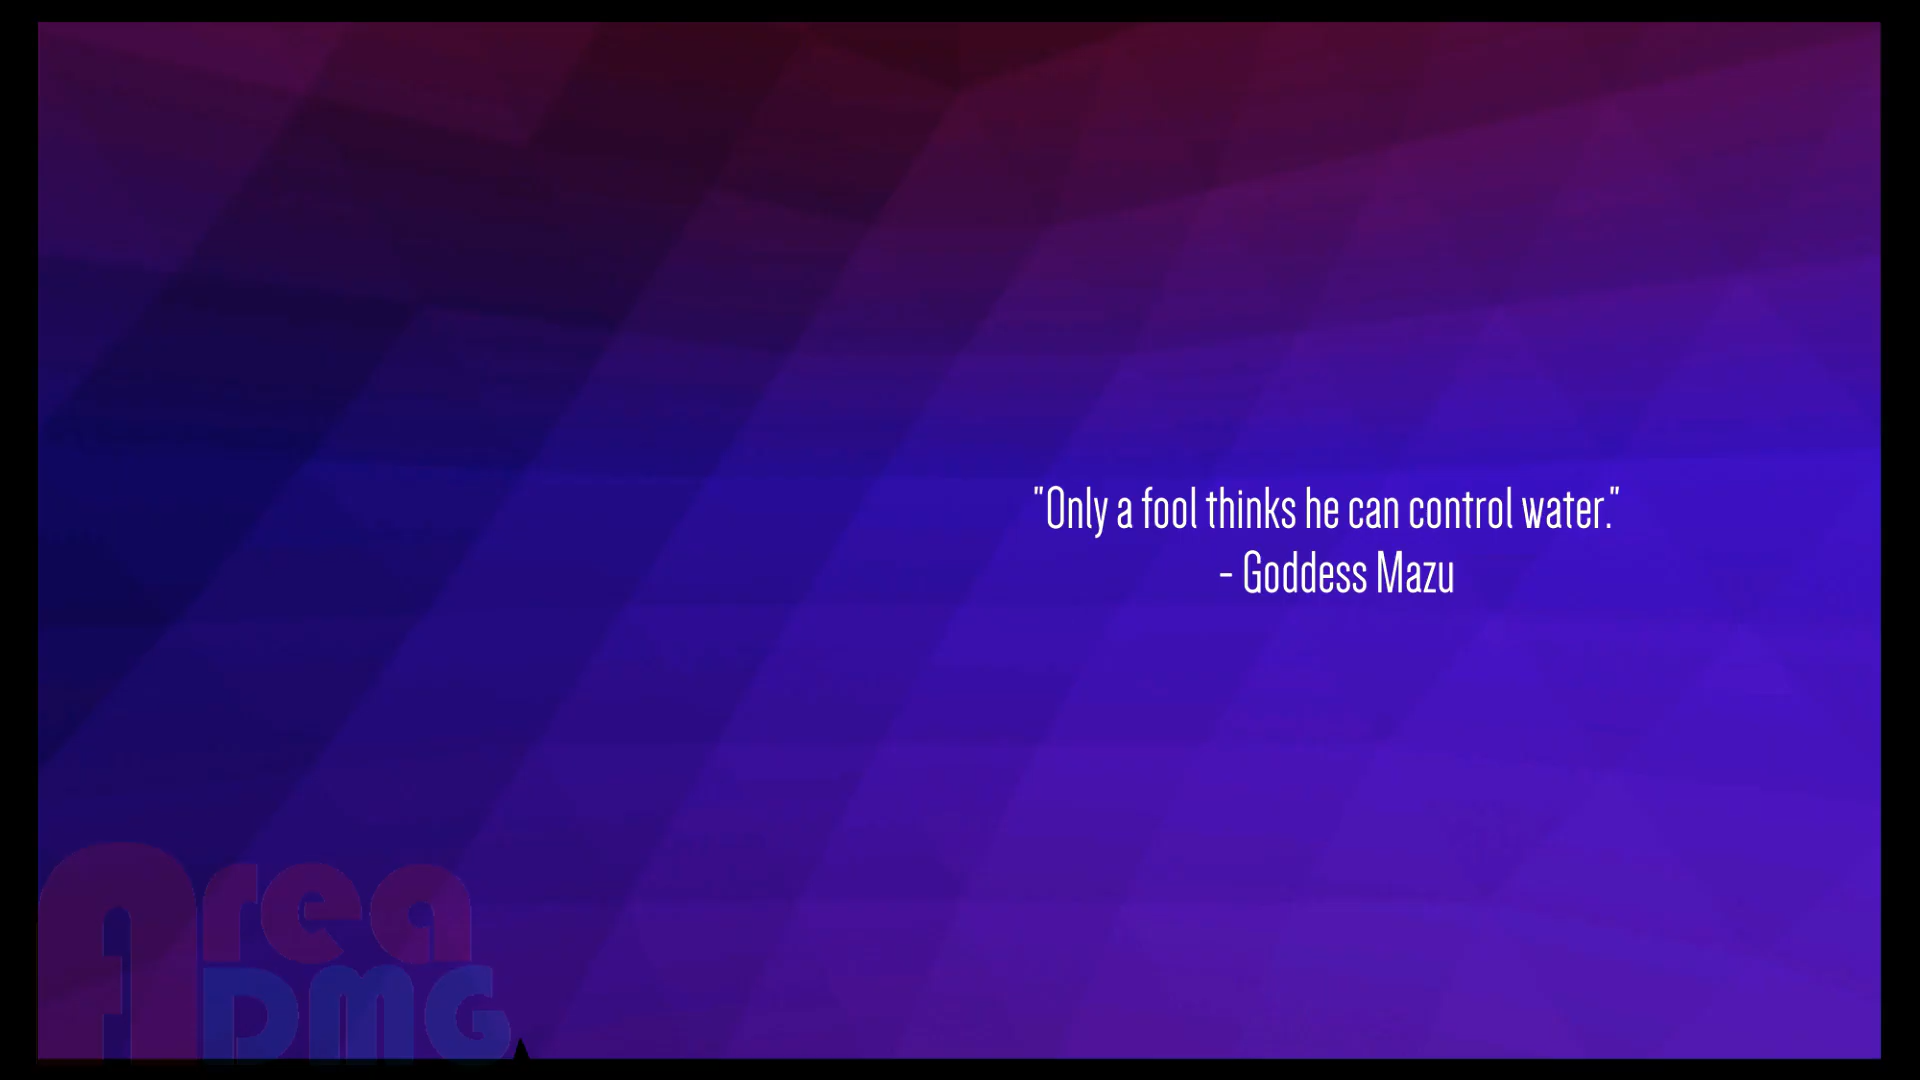 "Only a fool thinks he can control water."
- Goddess Mazu
Area
DMG